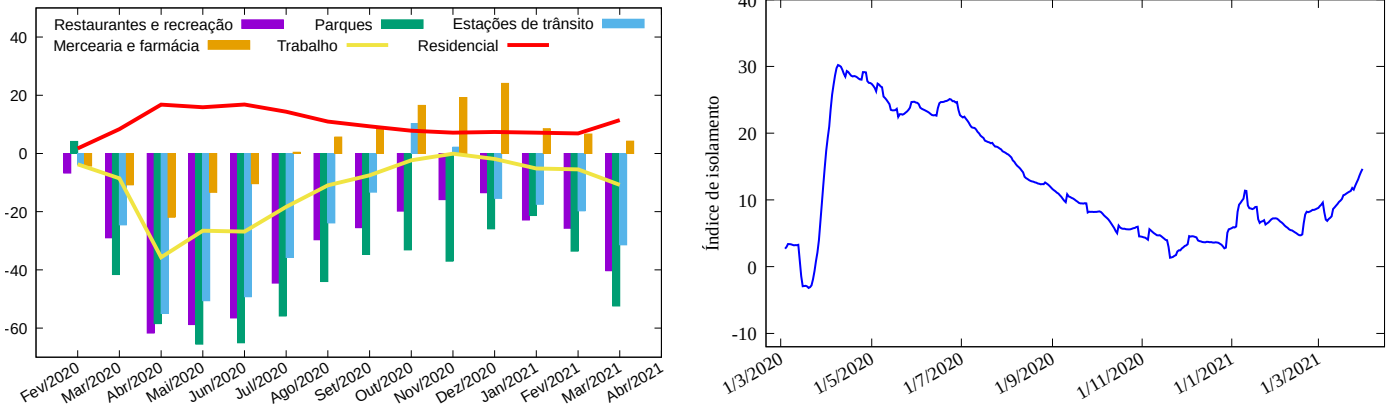 Restaurantes e recreação Parques Estações de trânsito
Mercearia e farmácia Trabalho Residencial
40
20
0
-20
-40
-60
Fev/2020 Mar/2020 Abr/2020 Mai/2020 Jun/2020 Jul/2020 Ago/2020 Set/2020 Out/2020 Nov/2020 Dez/2020 Jan/2021 Fev/2021 Mar/2021 Abr/2021
Índice de isolamento
40
30
20
10
0
-10
1/3/2020 1/5/2020 1/7/2020 1/9/2020 1/11/2020 1/1/2021 1/3/2021